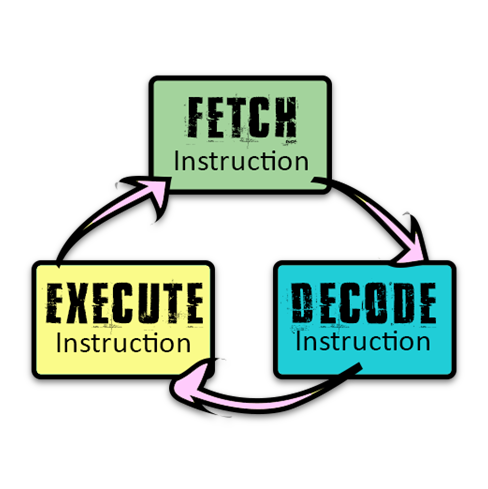 FETCH
Instruction
EXECUTE
Instruction
DECODE
Instruction